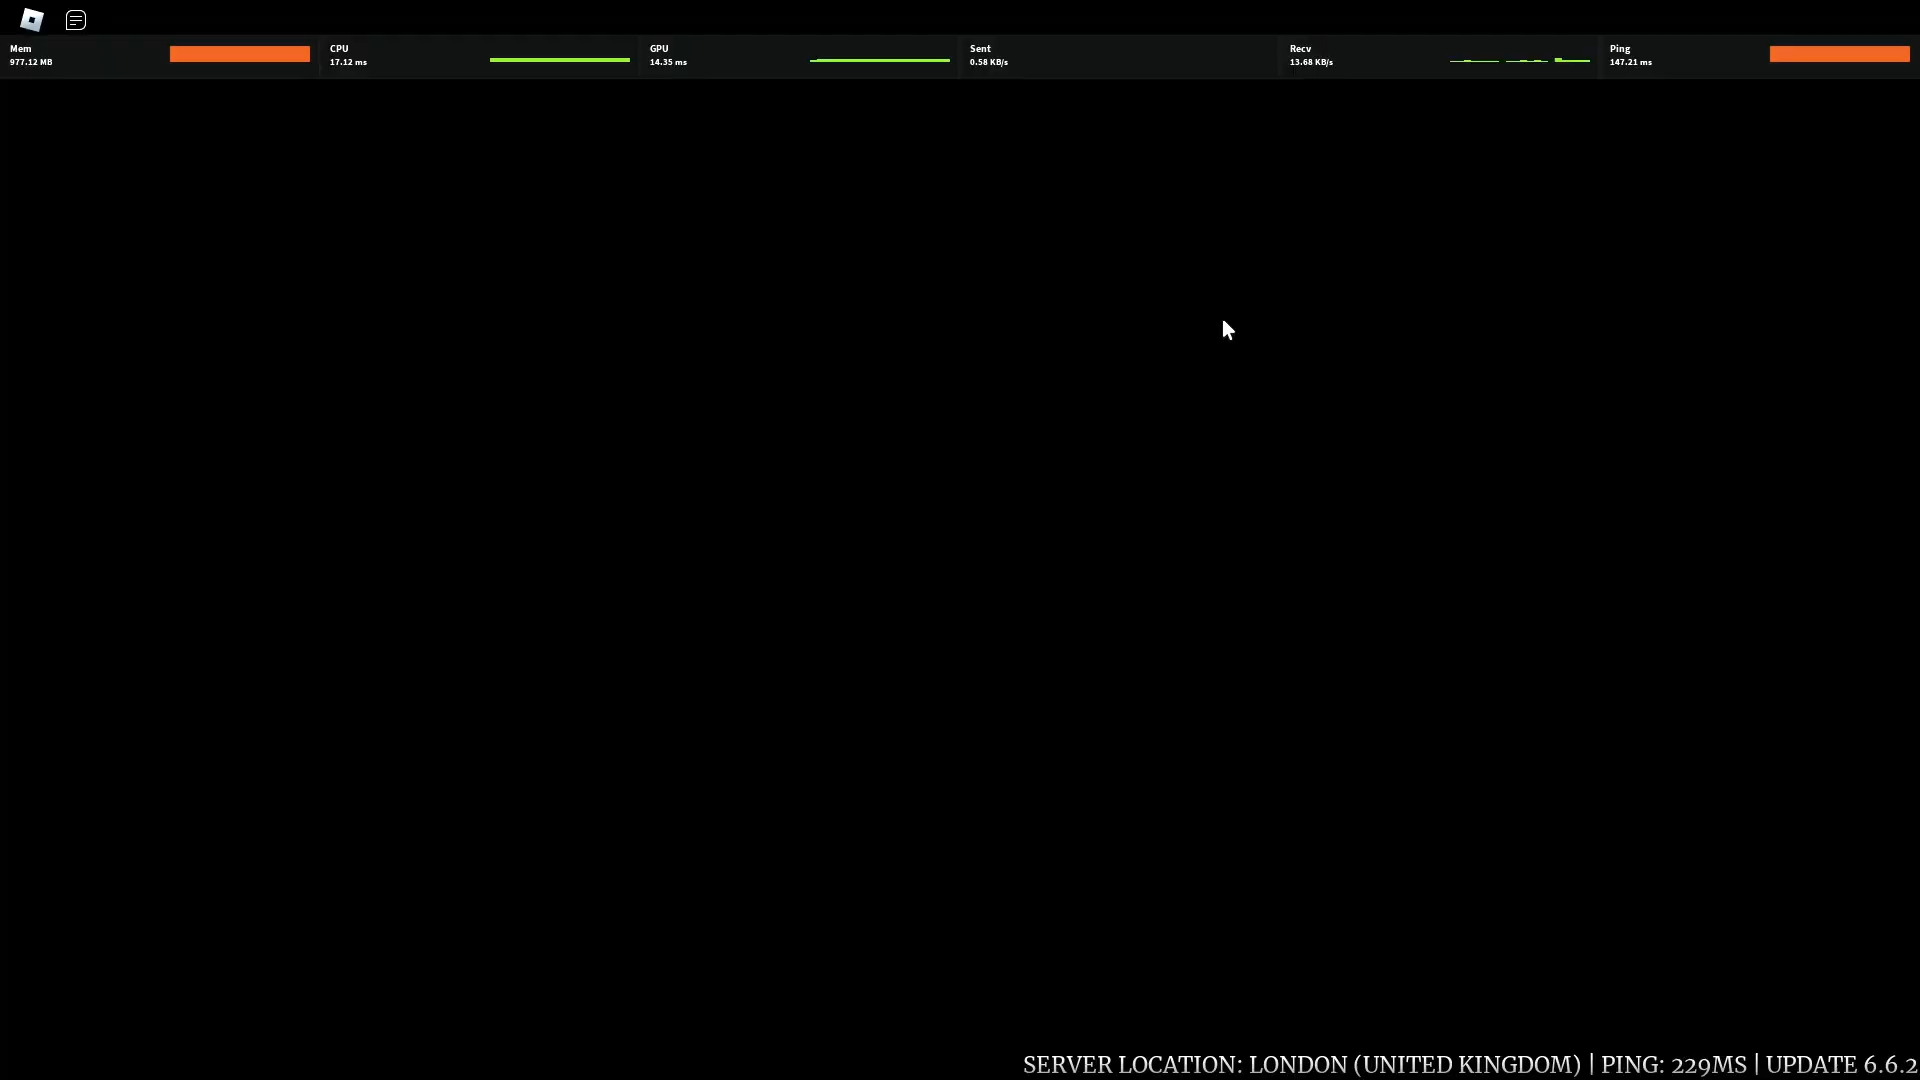 Mem
977.12 MB
CPU
17.12 ms
GPU
14.35 ms
Sent
0.58 KB/s
Recv
13.68 KB/s
Ping
147.21 ms
SERVER LOCATION: LONDON (UNITED KINGDOM) | PING: 229MS | UPDATE 6.6.2